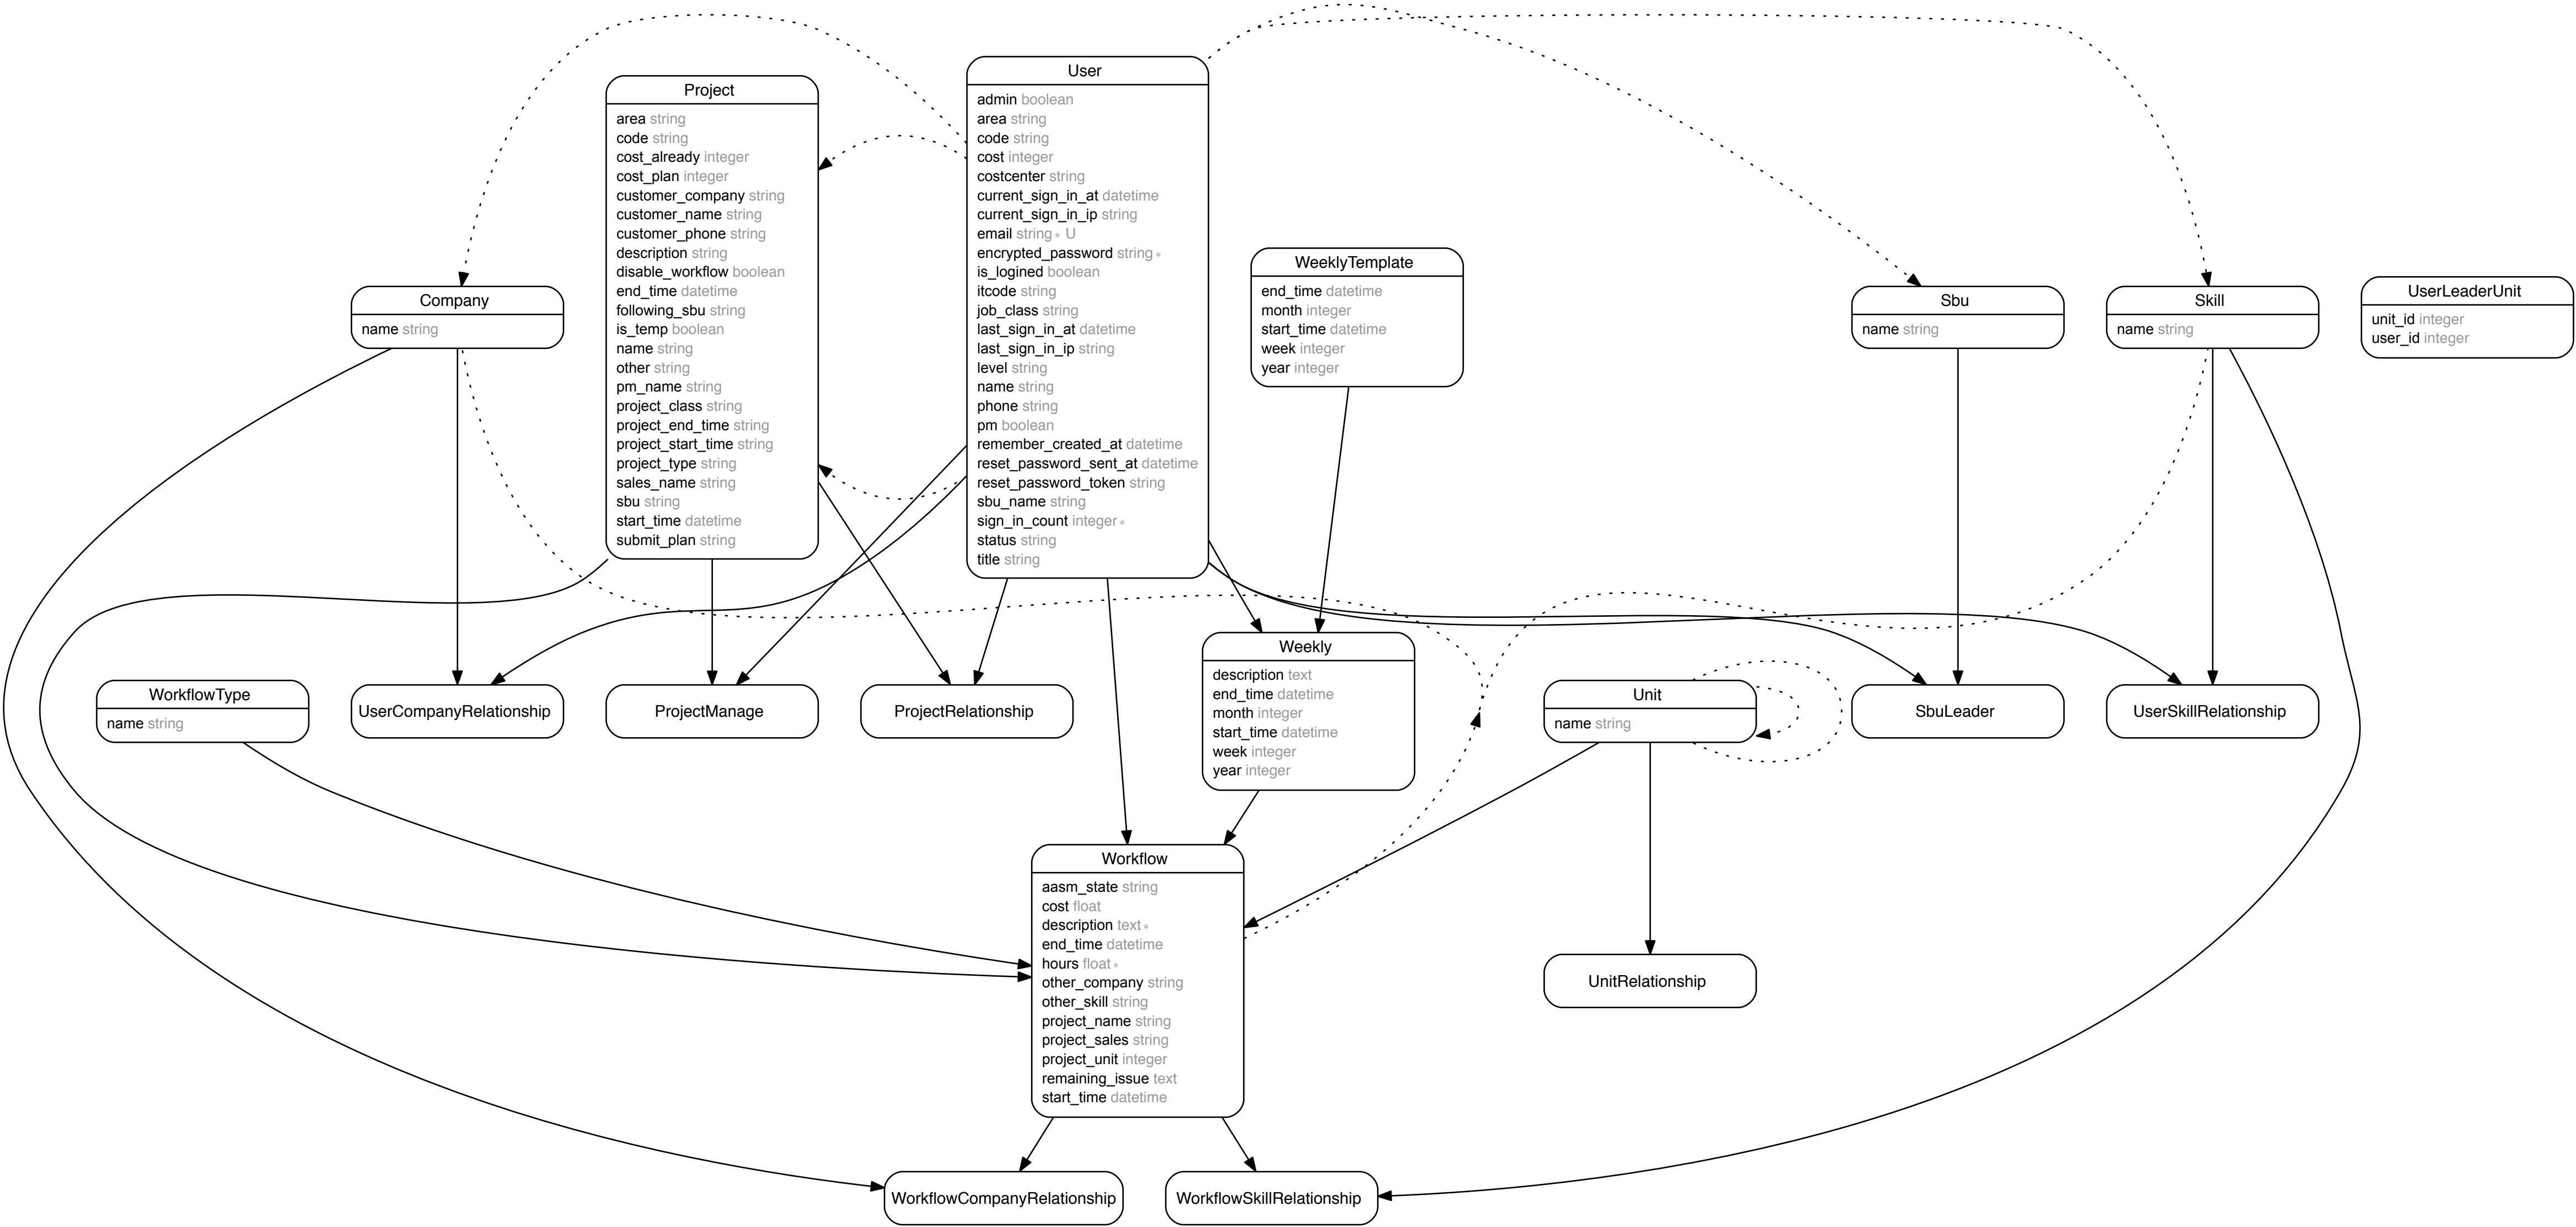 User
admin boolean
area string
code string
cost integer
costcenter string
current_sign_in_at datetime
current_sign_in_ip string
email string∗ U
encrypted_password string∗
is_logined boolean
itcode string
job_class string
last_sign_in_at datetime
last_sign_in_ip string
level string
name string
phone string
pm boolean
remember_created_at datetime
reset_password_sent_at datetime
reset_password_token string
sbu_name string
sign_in_count integer∗
status string
title string
Project
area string
code string
cost_already integer
cost_plan integer
customer_company string
customer_name string
customer_phone string
description string
disable_workflow boolean
end_time datetime
following_sbu string
is_temp boolean
name string
other string
pm_name string
project_class string
project_end_time string
project_start_time string
project_type string
sales_name string
sbu string
start_time datetime
submit_plan string
WeeklyTemplate
end_time datetime
month integer
start_time datetime
week integer
year integer
Company
name string
Sbu
name string
Skill
name string
UserLeaderUnit
unit_id integer
user_id integer
WorkflowType
name string
UserCompanyRelationship
ProjectManage
ProjectRelationship
Weekly
description text
end_time datetime
month integer
start_time datetime
week integer
year integer
Unit
name string
SbuLeader
UserSkillRelationship
Workflow
aasm_state string
cost float
description text∗
end_time datetime
hours float∗
other_company string
other_skill string
project_name string
project_sales string
project_unit integer
remaining_issue text
start_time datetime
UnitRelationship
WorkflowCompanyRelationship
WorkflowSkillRelationship